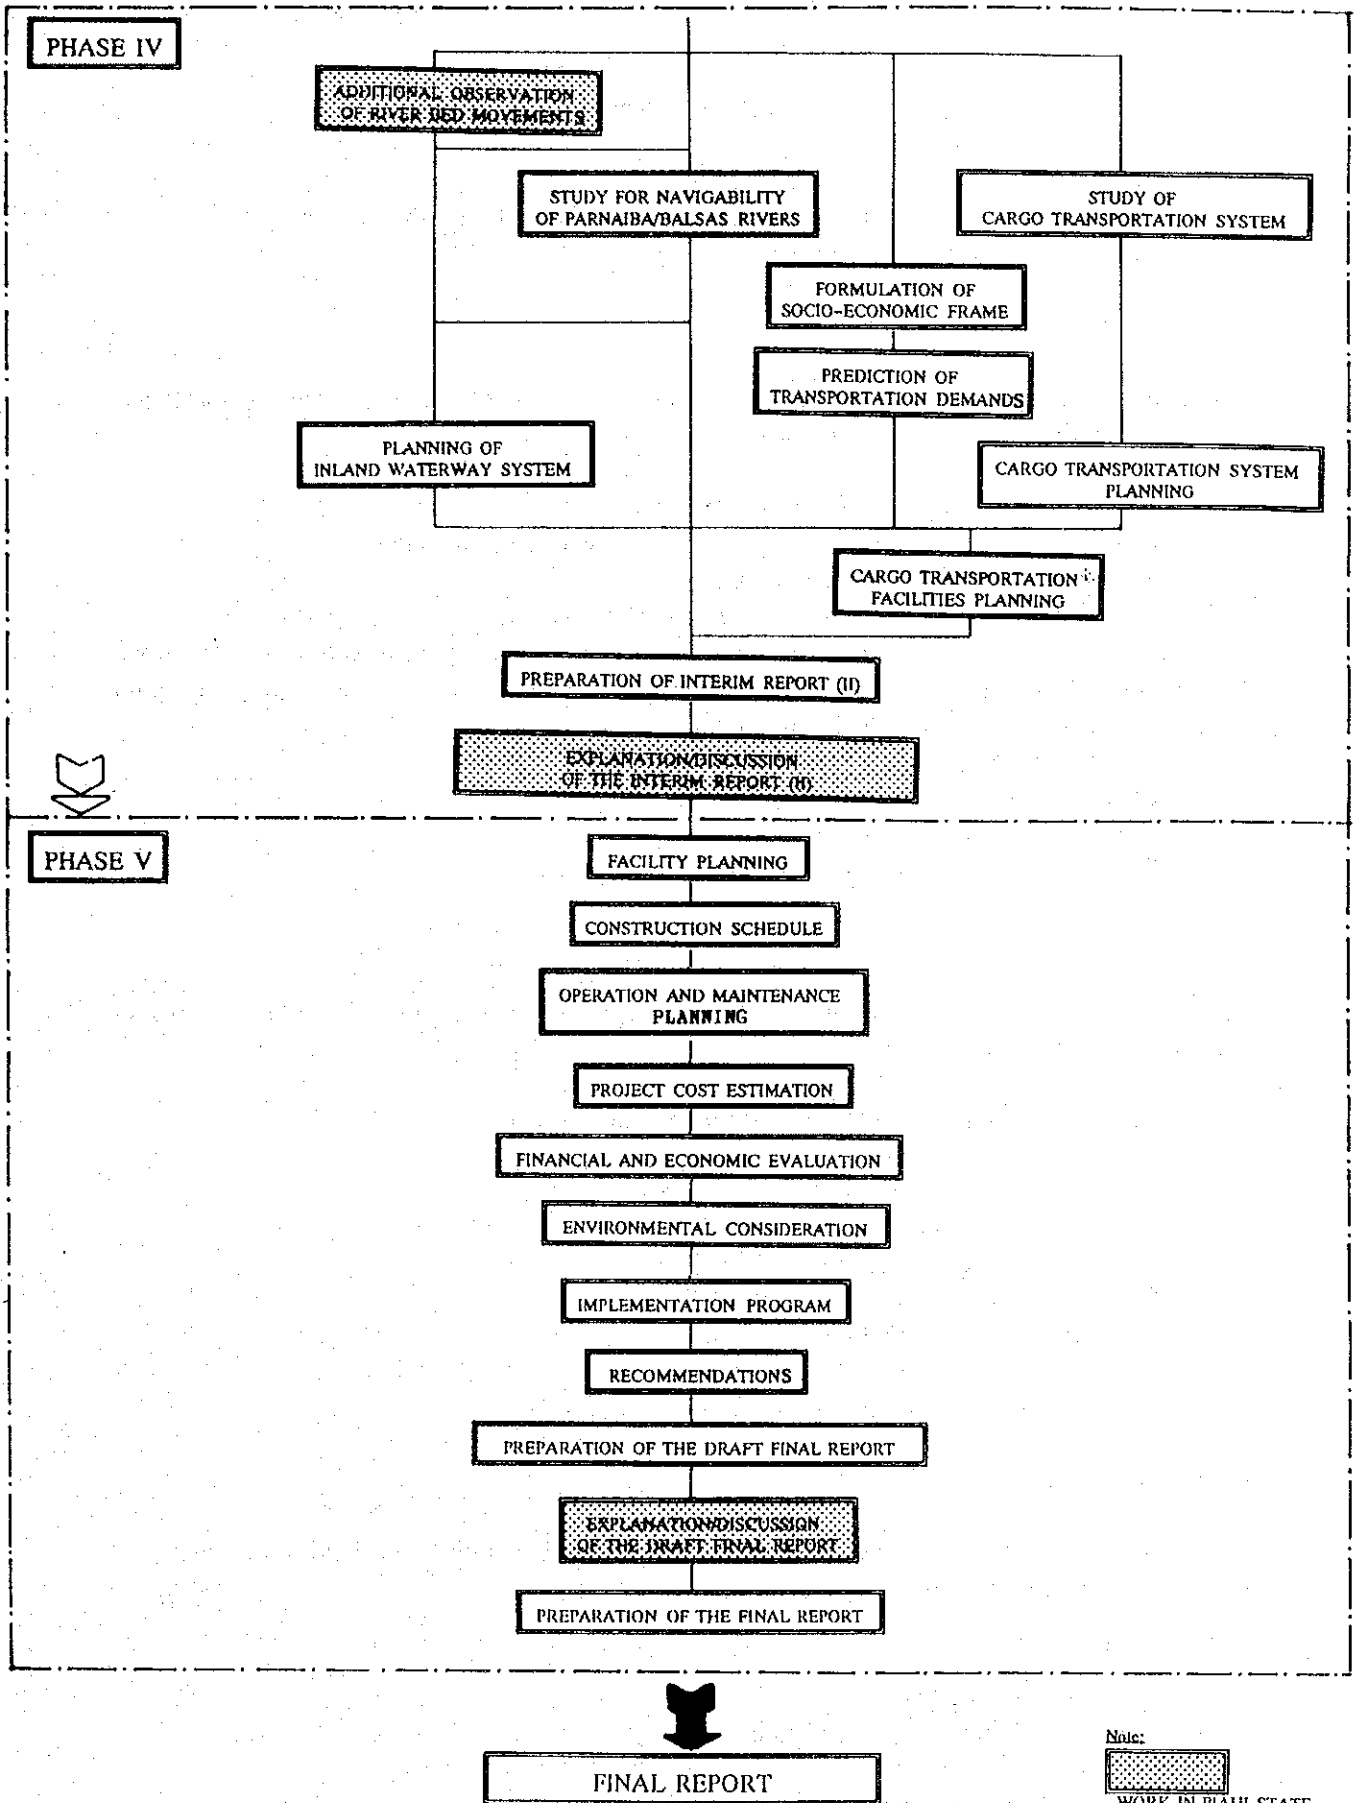 PHASE IV
ADDITIONAL OBSERVATION
OF RIVER BED MOVEMENTS
STUDY FOR NAVIGABILITY
OF PARNAIBA/BALSAS RIVERS
STUDY OF
CARGO TRANSPORTATION SYSTEM
FORMULATION OF
SOCIO-ECONOMIC FRAME
PREDICTION OF
TRANSPORTATION DEMANDS
PLANNING OF
INLAND WATERWAY SYSTEM
CARGO TRANSPORTATION SYSTEM
PLANNING
CARGO TRANSPORTATION
FACILITIES PLANNING
PREPARATION OF INTERIM REPORT (II)
EXPLANATION/DISCUSSION
OF THE INTERIM REPORT (II)
PHASE V
FACILITY PLANNING
CONSTRUCTION SCHEDULE
OPERATION AND MAINTENANCE
PLANNING
PROJECT COST ESTIMATION
FINANCIAL AND ECONOMIC EVALUATION
ENVIRONMENTAL CONSIDERATION
IMPLEMENTATION PROGRAM
RECOMMENDATIONS
PREPARATION OF THE DRAFT FINAL REPORT
EXPLANATION/DISCUSSION
OF THE DRAFT FINAL REPORT
PREPARATION OF THE FINAL REPORT
FINAL REPORT
Note:
WORK IN PIAUI STATE